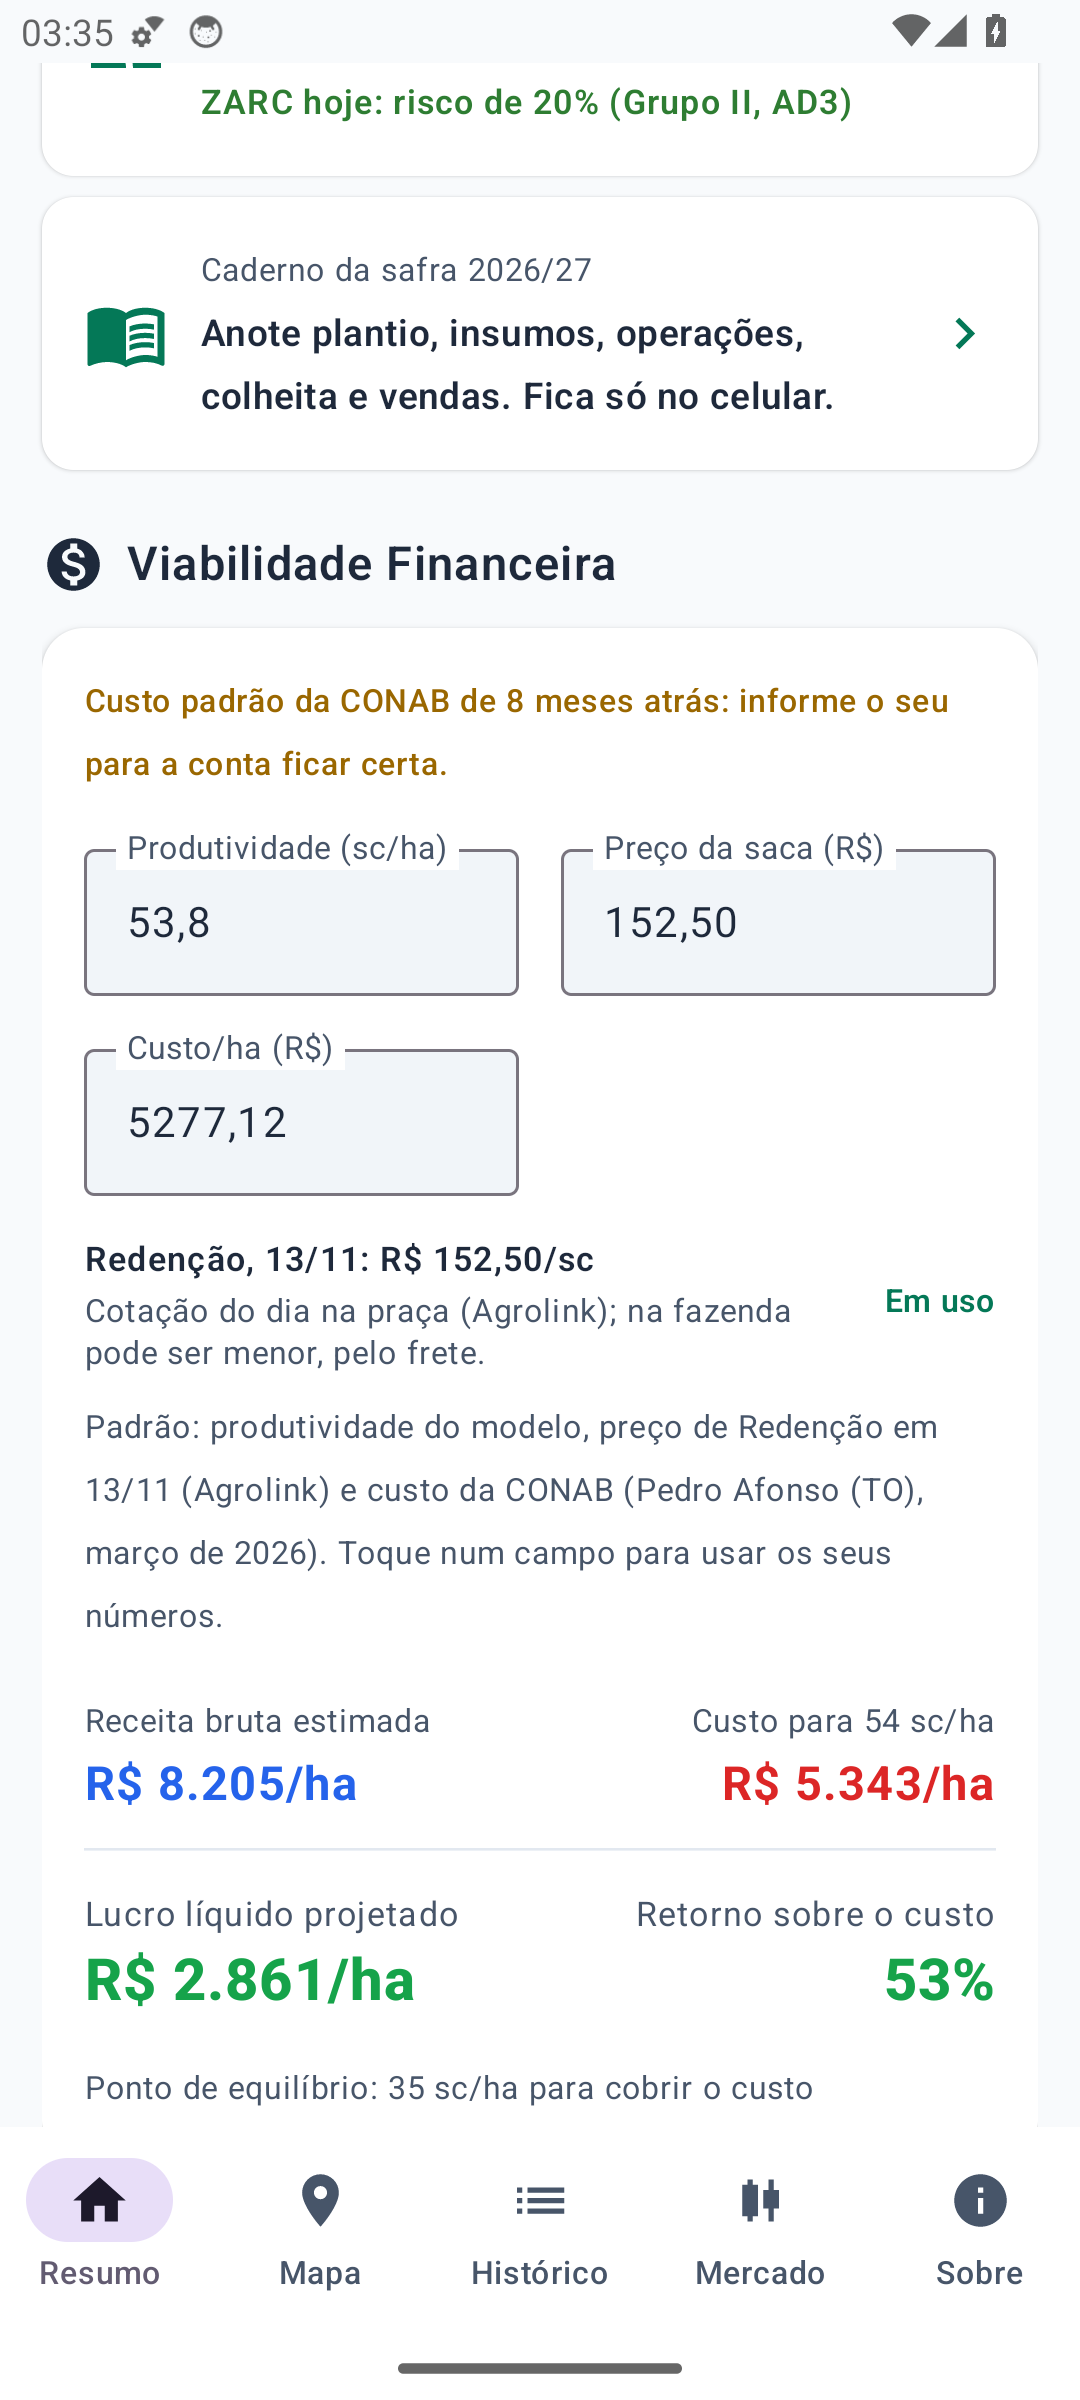 03:35
ZARC hoje: risco de 20% (Grupo II, AD3)
Caderno da safra 2026/27
Anote plantio, insumos, operações,
colheita e vendas. Fica só no celular.
Viabilidade Financeira
Custo padrão da CONAB de 8 meses atrás: informe o seu
para a conta ficar certa.
Produtividade (sc/ha)
53,8
Preço da saca (R$)
152,50
Custo/ha (R$)
5277,12
Redenção, 13/11: R$ 152,50/sc
Cotação do dia na praça (Agrolink); na fazenda
pode ser menor, pelo frete.
Em uso
Padrão: produtividade do modelo, preço de Redenção em
13/11 (Agrolink) e custo da CONAB (Pedro Afonso (TO),
março de 2026). Toque num campo para usar os seus
números.
Receita bruta estimada
R$ 8.205/ha
Custo para 54 sc/ha
R$ 5.343/ha
Lucro líquido projetado
R$ 2.861/ha
Retorno sobre o custo
53%
Ponto de equilíbrio: 35 sc/ha para cobrir o custo
Resumo
Mapa
Histórico
Mercado
Sobre